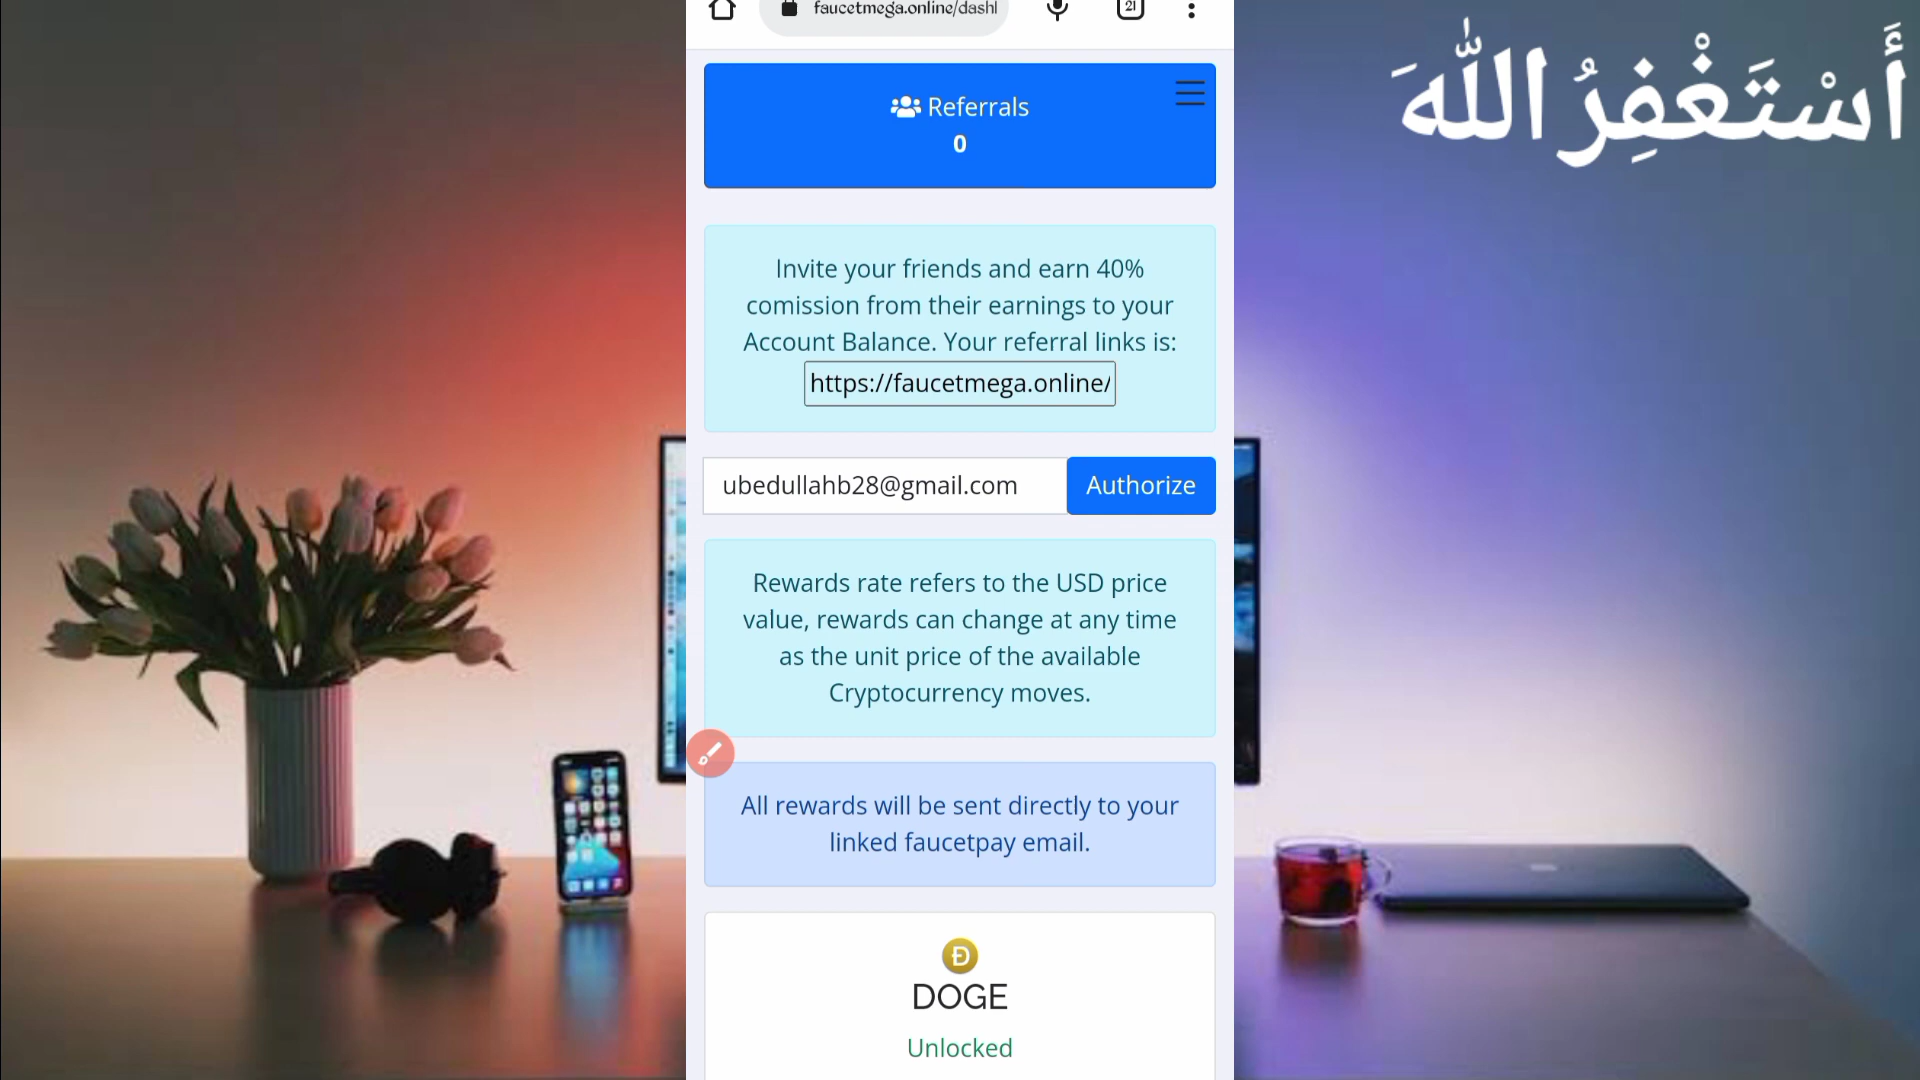 faucetmega.online/dashl
21
أَسْتَغْفِرُ اللّٰهَ
Referrals
0
Invite your friends and earn 40%
comission from their earnings to your
Account Balance. Your referral links is:
https://faucetmega.online/
ubedullahb28@gmail.com
Authorize
Rewards rate refers to the USD price
value, rewards can change at any time
as the unit price of the available
Cryptocurrency moves.
All rewards will be sent directly to your
linked faucetpay email.
DOGE
Unlocked